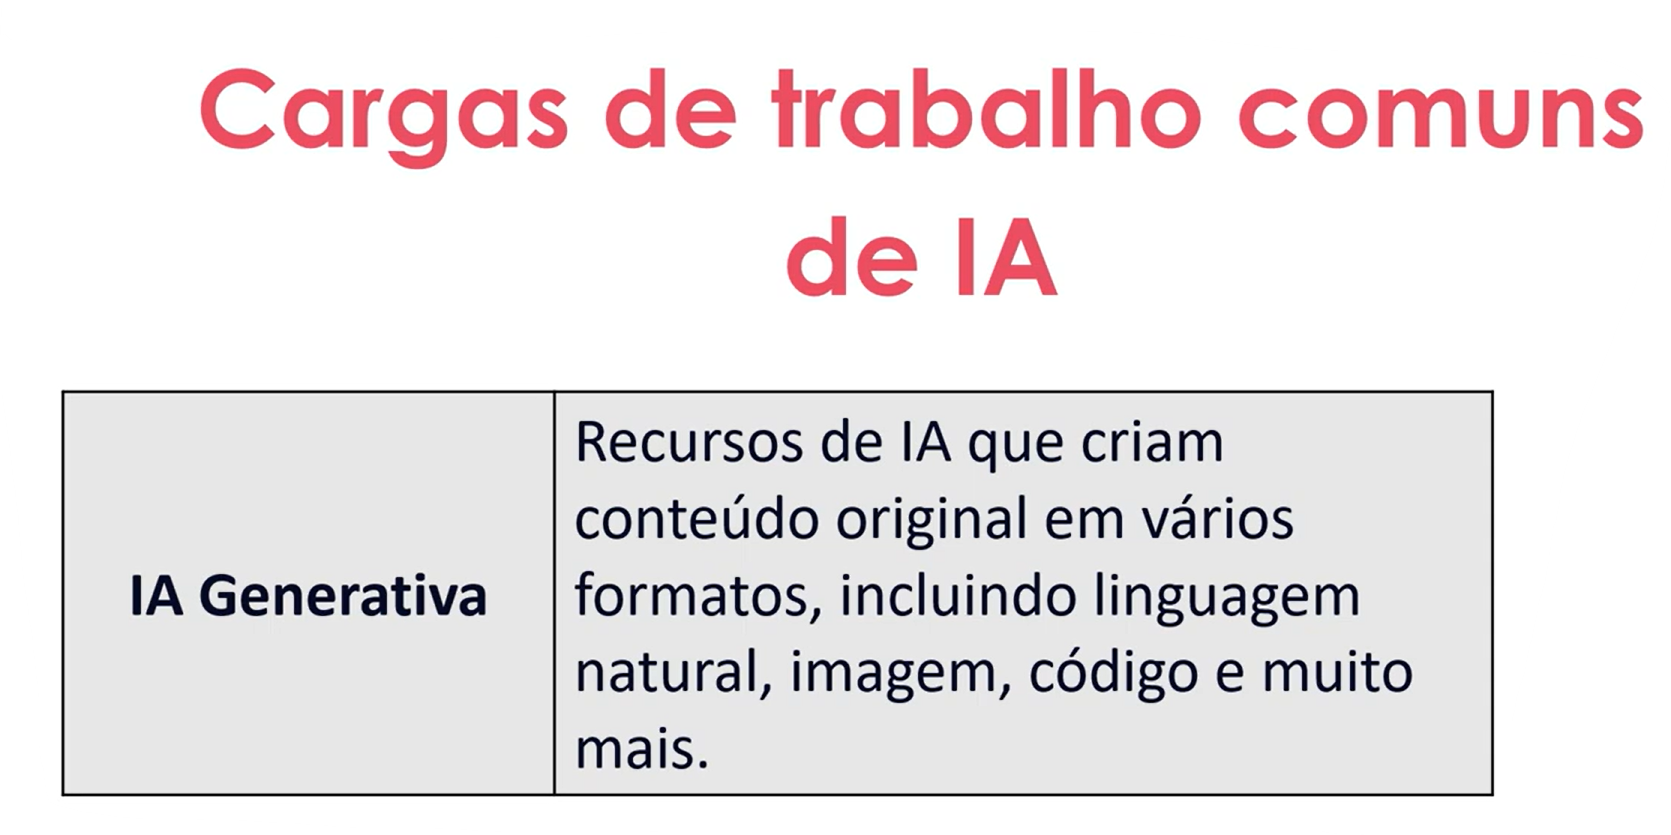 Cargas de trabalho comuns
de IA
IA Generativa
Recursos de IA que criam
conteúdo original em vários
formatos, incluindo linguagem
natural, imagem, código e muito
mais.